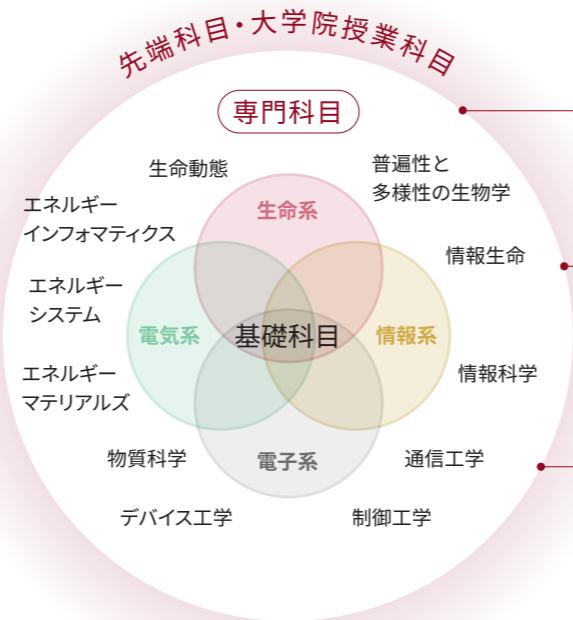 先端科目・大学院授業科目
専門科目
生命動態
普遍性と
多様性の生物学
エネルギー
インフォマティクス
生命系
情報生命
エネルギー
システム
電気系
基礎科目
情報系
エネルギー
マテリアルズ
情報科学
物質科学
電子系
通信工学
デバイス工学
制御工学